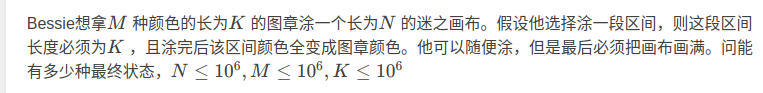 Bessie想拿M 种颜色的长为K 的图章涂一个长为N 的迷之画布。假设他选择涂一段区间，则这段区间
长度必须为K ，且涂完后该区间颜色全变成图章颜色。他可以随便涂，但是最后必须把画布画满。问能
有多少种最终状态，N ≤ 10⁶, M ≤ 10⁶, K ≤ 10⁶